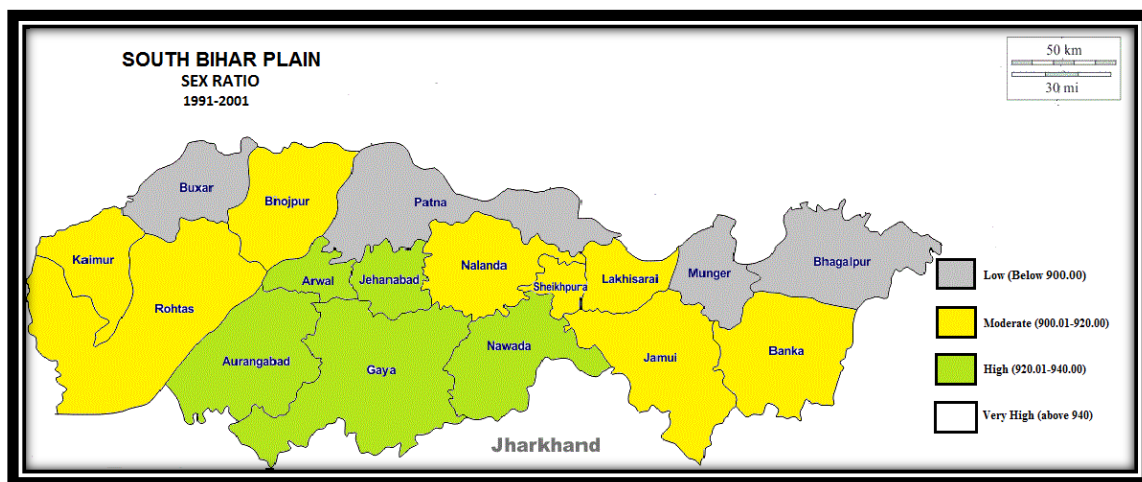 SOUTH BIHAR PLAIN
SEX RATIO
1991-2001
50 km
30 mi
Buxar
Bnojpur
Patna
Kaimur
Rohtas
Arwal
Jehanabad
Nalanda
Sheikhpura
Lakhisarai
Munger
Bhagalpur
Aurangabad
Gaya
Nawada
Jamui
Banka
Jharkhand
Low (Below 900.00)
Moderate (900.01-920.00)
High (920.01-940.00)
Very High (above 940)